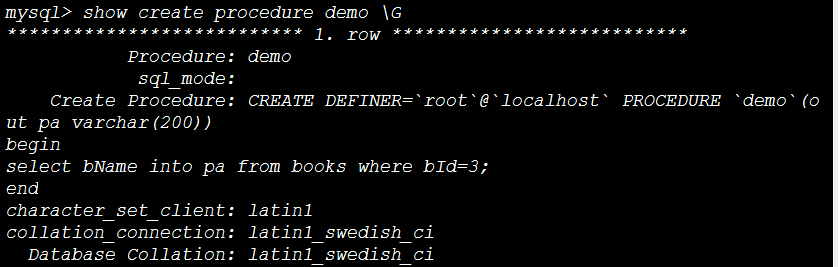 mysql> show create procedure demo \G
*************************** 1. row ***************************
Procedure: demo
sql_mode:
Create Procedure: CREATE DEFINER=`root`@`localhost` PROCEDURE `demo`(o
ut pa varchar(200))
begin
select bName into pa from books where bId=3;
end
character_set_client: latin1
collation_connection: latin1_swedish_ci
Database Collation: latin1_swedish_ci